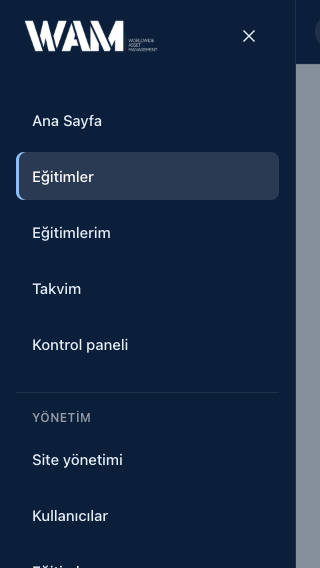 WAM
WORLDWIDE
ASSET
MANAGEMENT
Ana Sayfa
Eğitimler
Eğitimlerim
Takvim
Kontrol paneli
YÖNETİM
Site yönetimi
Kullanıcılar